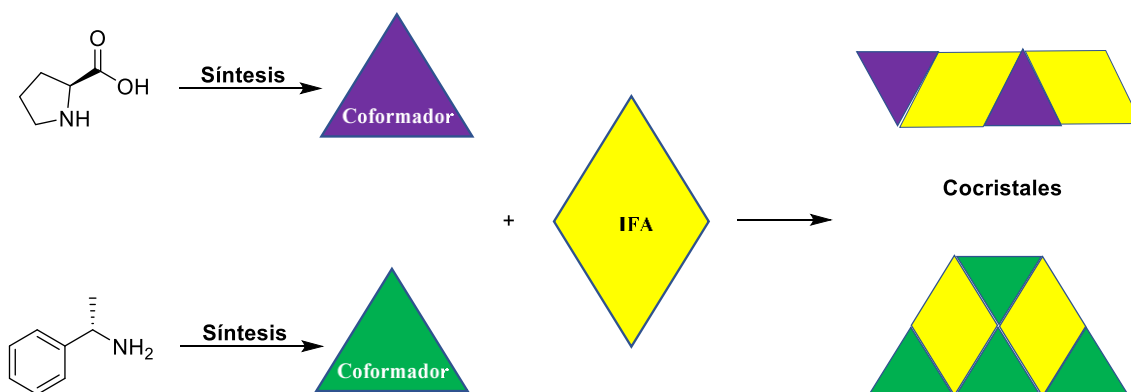 O
OH
NH
Síntesis
Coformador
+
IFA
Cocristales
NH2
Síntesis
Coformador